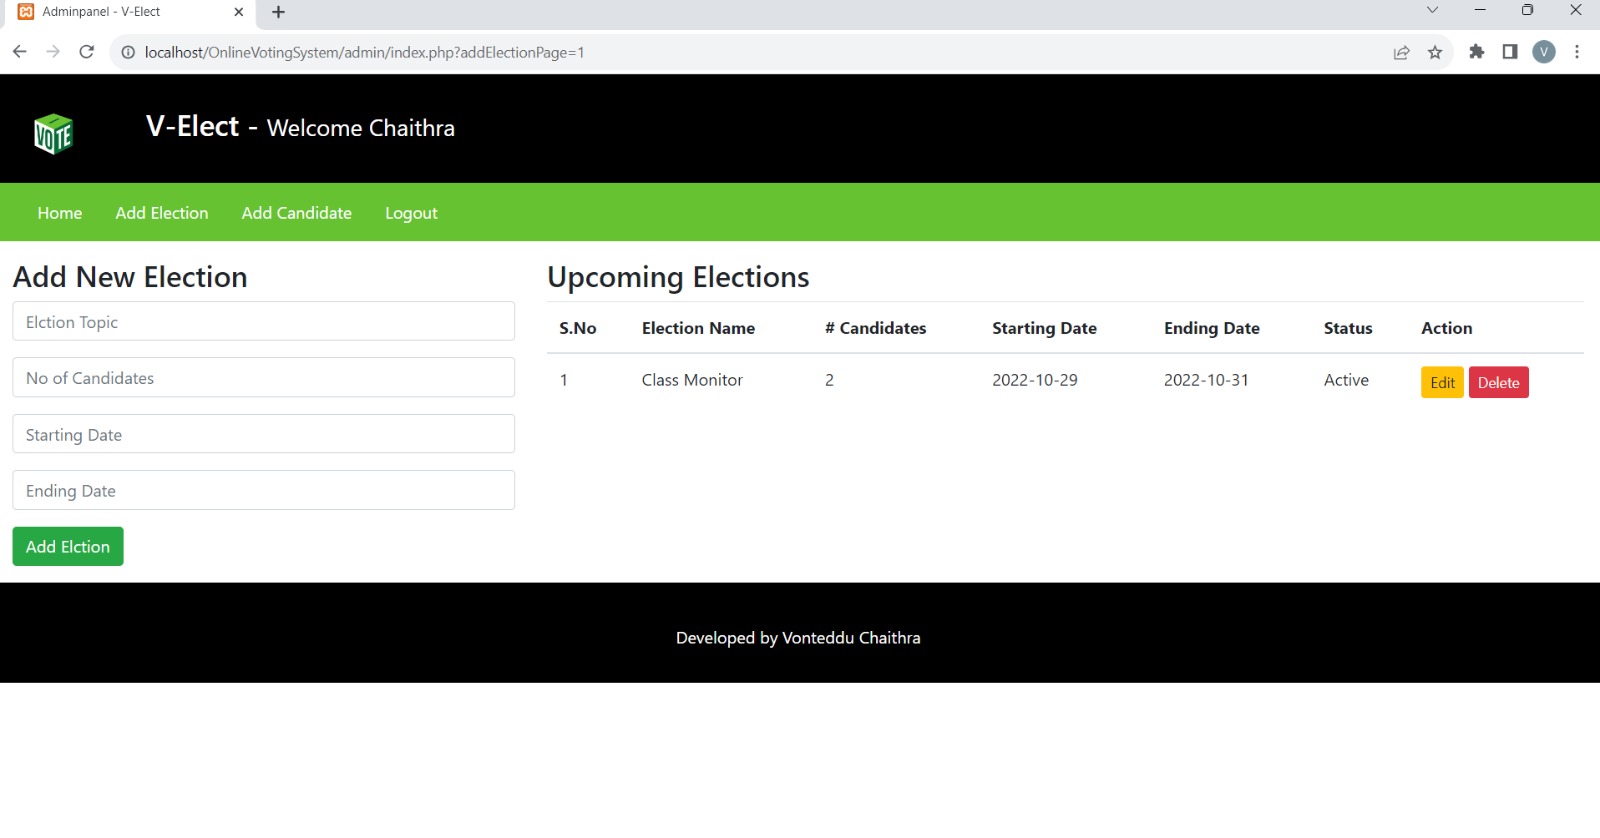 Adminpanel - V-Elect
localhost/OnlineVotingSystem/admin/index.php?addElectionPage=1
V
VOTE
V-Elect - Welcome Chaithra
Home Add Election Add Candidate Logout
Add New Election
Elction Topic
No of Candidates
Starting Date
Ending Date
Add Elction
Upcoming Elections
S.No Election Name # Candidates Starting Date Ending Date Status Action
1 Class Monitor 2 2022-10-29 2022-10-31 Active Edit Delete
Developed by Vonteddu Chaithra